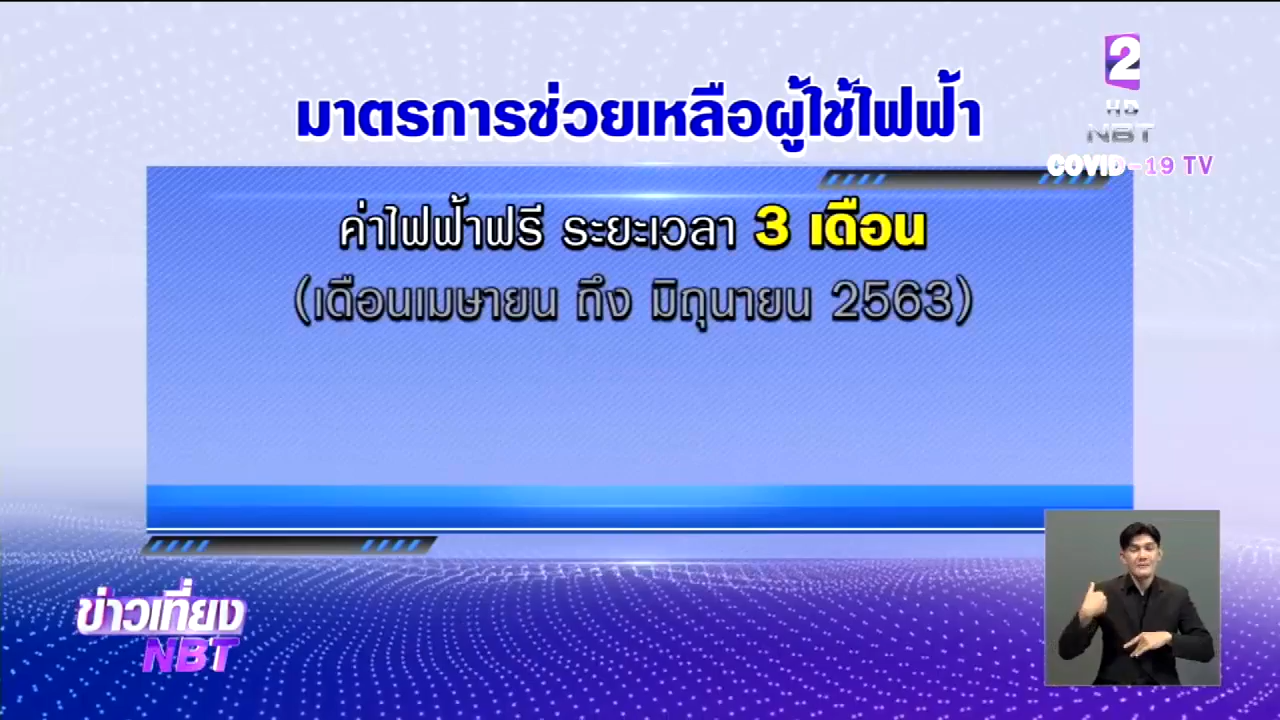 มาตรการช่วยเหลือผู้ใช้ไฟฟ้า
2
HD
NBT
COVID-19 TV
ค่าไฟฟ้าฟรี ระยะเวลา 3 เดือน
(เดือนเมษายน ถึง มิถุนายน 2563)
ข่าวเที่ยง
NBT